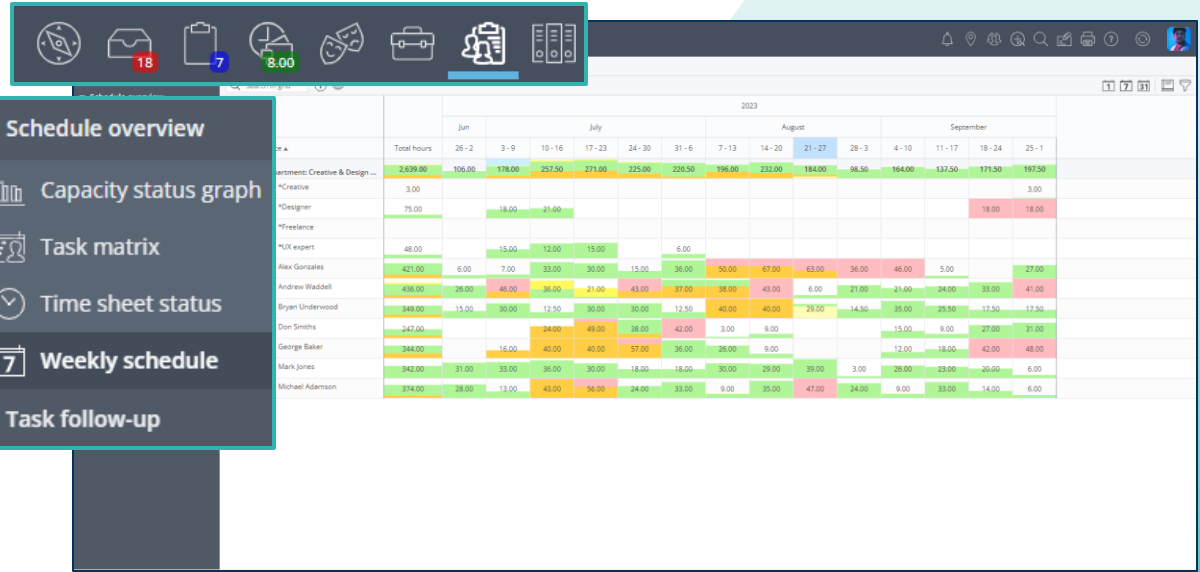 18 7 8.00
Schedule overview
Capacity status graph
Task matrix
Time sheet status
7 Weekly schedule
Task follow-up
1 7 31
2023
Jun July August September
Total hours 26 - 2 3 - 9 10 - 16 17 - 23 24 - 30 31 - 6 7 - 13 14 - 20 21 - 27 28 - 3 4 - 10 11 - 17 18 - 24 25 - 1
artment: Creative & Design ... 2,639.00 106.00 178.00 257.50 271.00 225.00 220.50 196.00 232.00 184.00 98.50 164.00 137.50 171.50 197.50
*Creative 3.00 3.00
*Designer 75.00 18.00 21.00 18.00 18.00
*Freelance
*UX expert 48.00 15.00 12.00 15.00 6.00
Alex Gonzales 421.00 6.00 7.00 33.00 30.00 15.00 36.00 50.00 67.00 63.00 36.00 46.00 5.00 27.00
Andrew Waddell 436.00 26.00 46.00 36.00 21.00 43.00 37.00 38.00 43.00 6.00 21.00 21.00 24.00 33.00 41.00
Bryan Underwood 349.00 15.00 30.00 12.50 30.00 30.00 12.50 40.00 40.00 29.00 14.50 35.00 25.50 17.50 17.50
Don Smiths 247.00 24.00 49.00 38.00 42.00 3.00 9.00 15.00 9.00 27.00 31.00
George Baker 344.00 16.00 40.00 40.00 57.00 36.00 26.00 9.00 12.00 18.00 42.00 48.00
Mark Jones 342.00 31.00 33.00 36.00 30.00 18.00 18.00 30.00 29.00 39.00 3.00 26.00 23.00 20.00 6.00
Michael Adamson 374.00 28.00 13.00 43.00 56.00 24.00 33.00 9.00 35.00 47.00 24.00 9.00 33.00 14.00 6.00